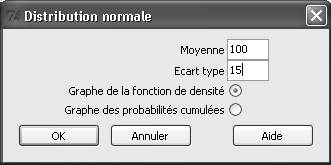 Distribution normale
Moyenne 100
Ecart type 15
Graphe de la fonction de densité
Graphe des probabilités cumulées
OK Annuler Aide